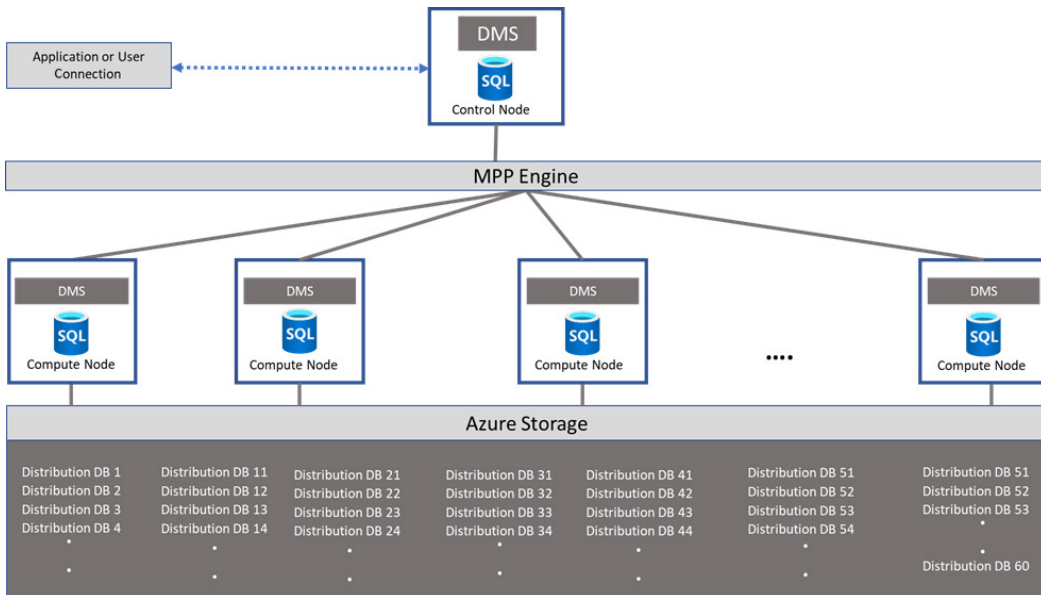 DMS
SQL
Control Node
Application or User
Connection
MPP Engine
DMS
SQL
Compute Node
DMS
SQL
Compute Node
DMS
SQL
Compute Node
....
DMS
SQL
Compute Node
Azure Storage
Distribution DB 1
Distribution DB 2
Distribution DB 3
Distribution DB 4
Distribution DB 11
Distribution DB 12
Distribution DB 13
Distribution DB 14
Distribution DB 21
Distribution DB 22
Distribution DB 23
Distribution DB 24
Distribution DB 31
Distribution DB 32
Distribution DB 33
Distribution DB 34
Distribution DB 41
Distribution DB 42
Distribution DB 43
Distribution DB 44
Distribution DB 51
Distribution DB 52
Distribution DB 53
Distribution DB 54
Distribution DB 51
Distribution DB 52
Distribution DB 53
Distribution DB 60